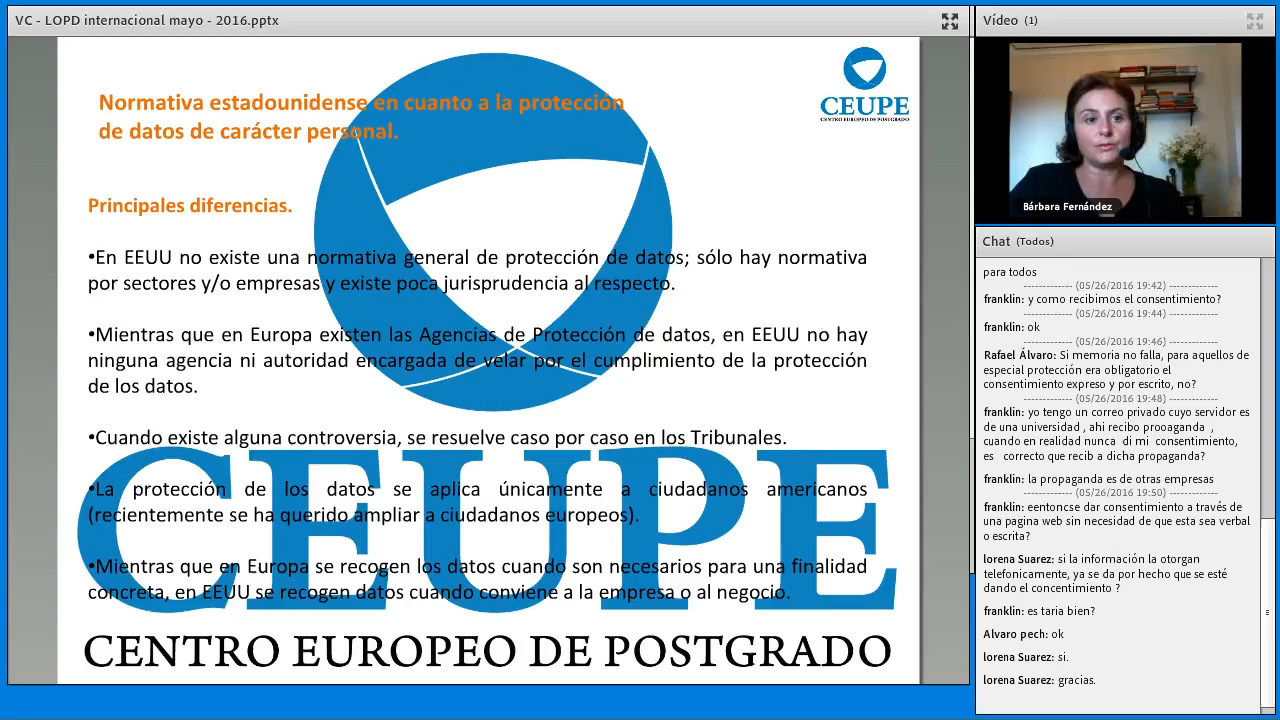 VC - LOPD internacional mayo - 2016.pptx
Normativa estadounidense en cuanto a la protección
de datos de carácter personal.
CEUPE
CENTRO EUROPEO DE POSTGRADO
Principales diferencias.
•En EEUU no existe una normativa general de protección de datos; sólo hay normativa
por sectores y/o empresas y existe poca jurisprudencia al respecto.
•Mientras que en Europa existen las Agencias de Protección de datos, en EEUU no hay
ninguna agencia ni autoridad encargada de velar por el cumplimiento de la protección
de los datos.
•Cuando existe alguna controversia, se resuelve caso por caso en los Tribunales.
•La protección de los datos se aplica únicamente a ciudadanos americanos
(recientemente se ha querido ampliar a ciudadanos europeos).
•Mientras que en Europa se recogen los datos cuando son necesarios para una finalidad
concreta, en EEUU se recogen datos cuando conviene a la empresa o al negocio.
CEUPE
CENTRO EUROPEO DE POSTGRADO
Vídeo (1)
Bárbara Fernández
Chat (Todos)
para todos
------------- (05/26/2016 19:42) -------------
franklin: y como recibimos el consentimiento?
------------- (05/26/2016 19:44) -------------
franklin: ok
------------- (05/26/2016 19:46) -------------
Rafael Álvaro: Si memoria no falla, para aquellos de
especial protección era obligatorio el
consentimiento expreso y por escrito, no?
------------- (05/26/2016 19:48) -------------
franklin: yo tengo un correo privado cuyo servidor es
de una universidad , ahi recibo prooaganda ,
cuando en realidad nunca di mi consentimiento,
es correcto que recib a dicha propaganda?
franklin: la propaganda es de otras empresas
------------- (05/26/2016 19:50) -------------
franklin: eentoncse dar consentimiento a través de
una pagina web sin necesidad de que esta sea verbal
o escrita?
lorena Suarez: si la información la otorgan
telefonicamente, ya se da por hecho que se esté
dando el concentimiento ?
franklin: es taria bien?
Alvaro pech: ok
lorena Suarez: si.
lorena Suarez: gracias.